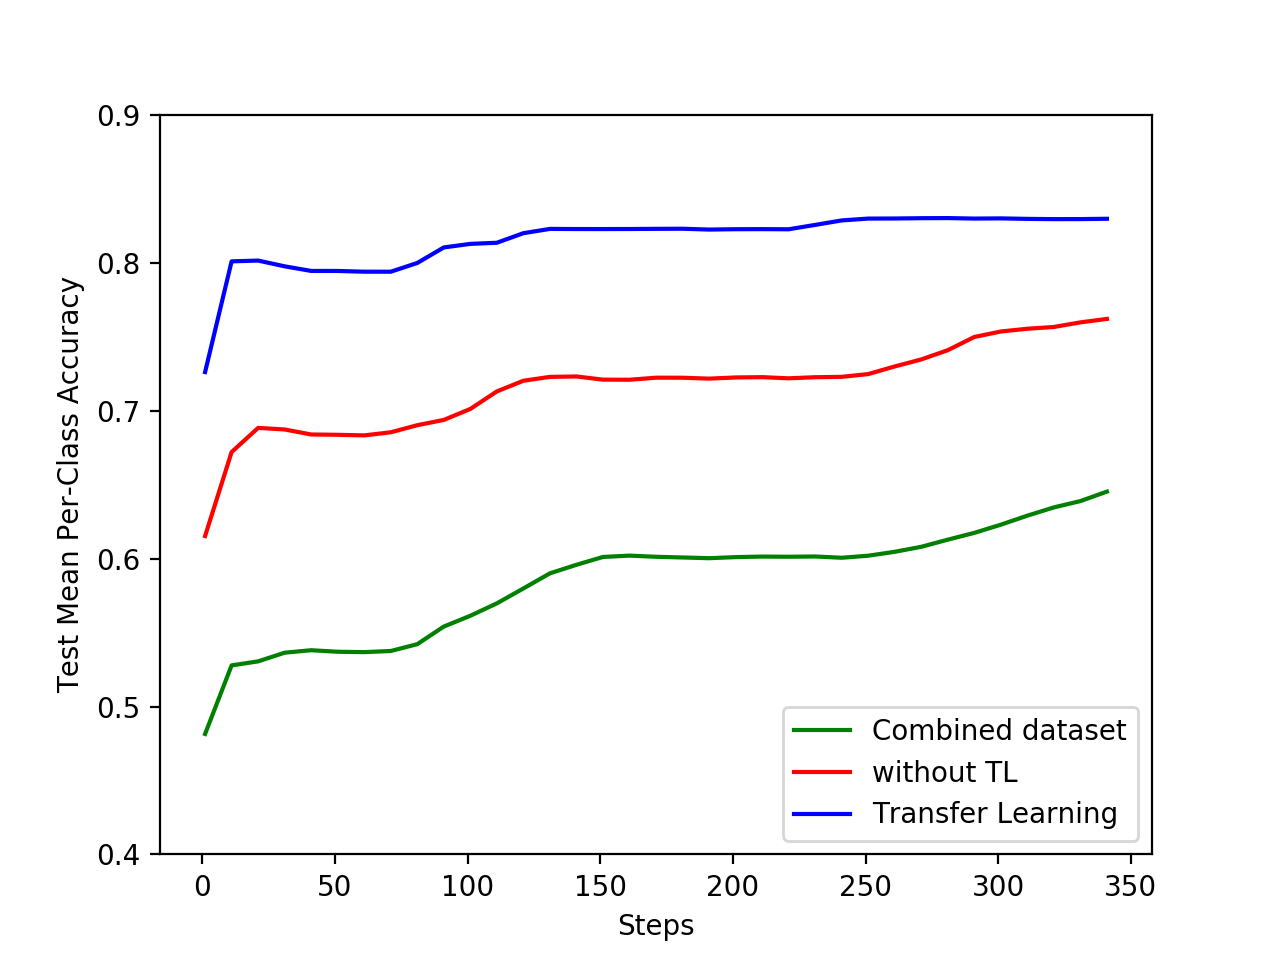 0.9
0.8
0.7
0.6
0.5
0.4
Test Mean Per-Class Accuracy
Combined dataset
without TL
Transfer Learning
0 50 100 150 200 250 300 350
Steps